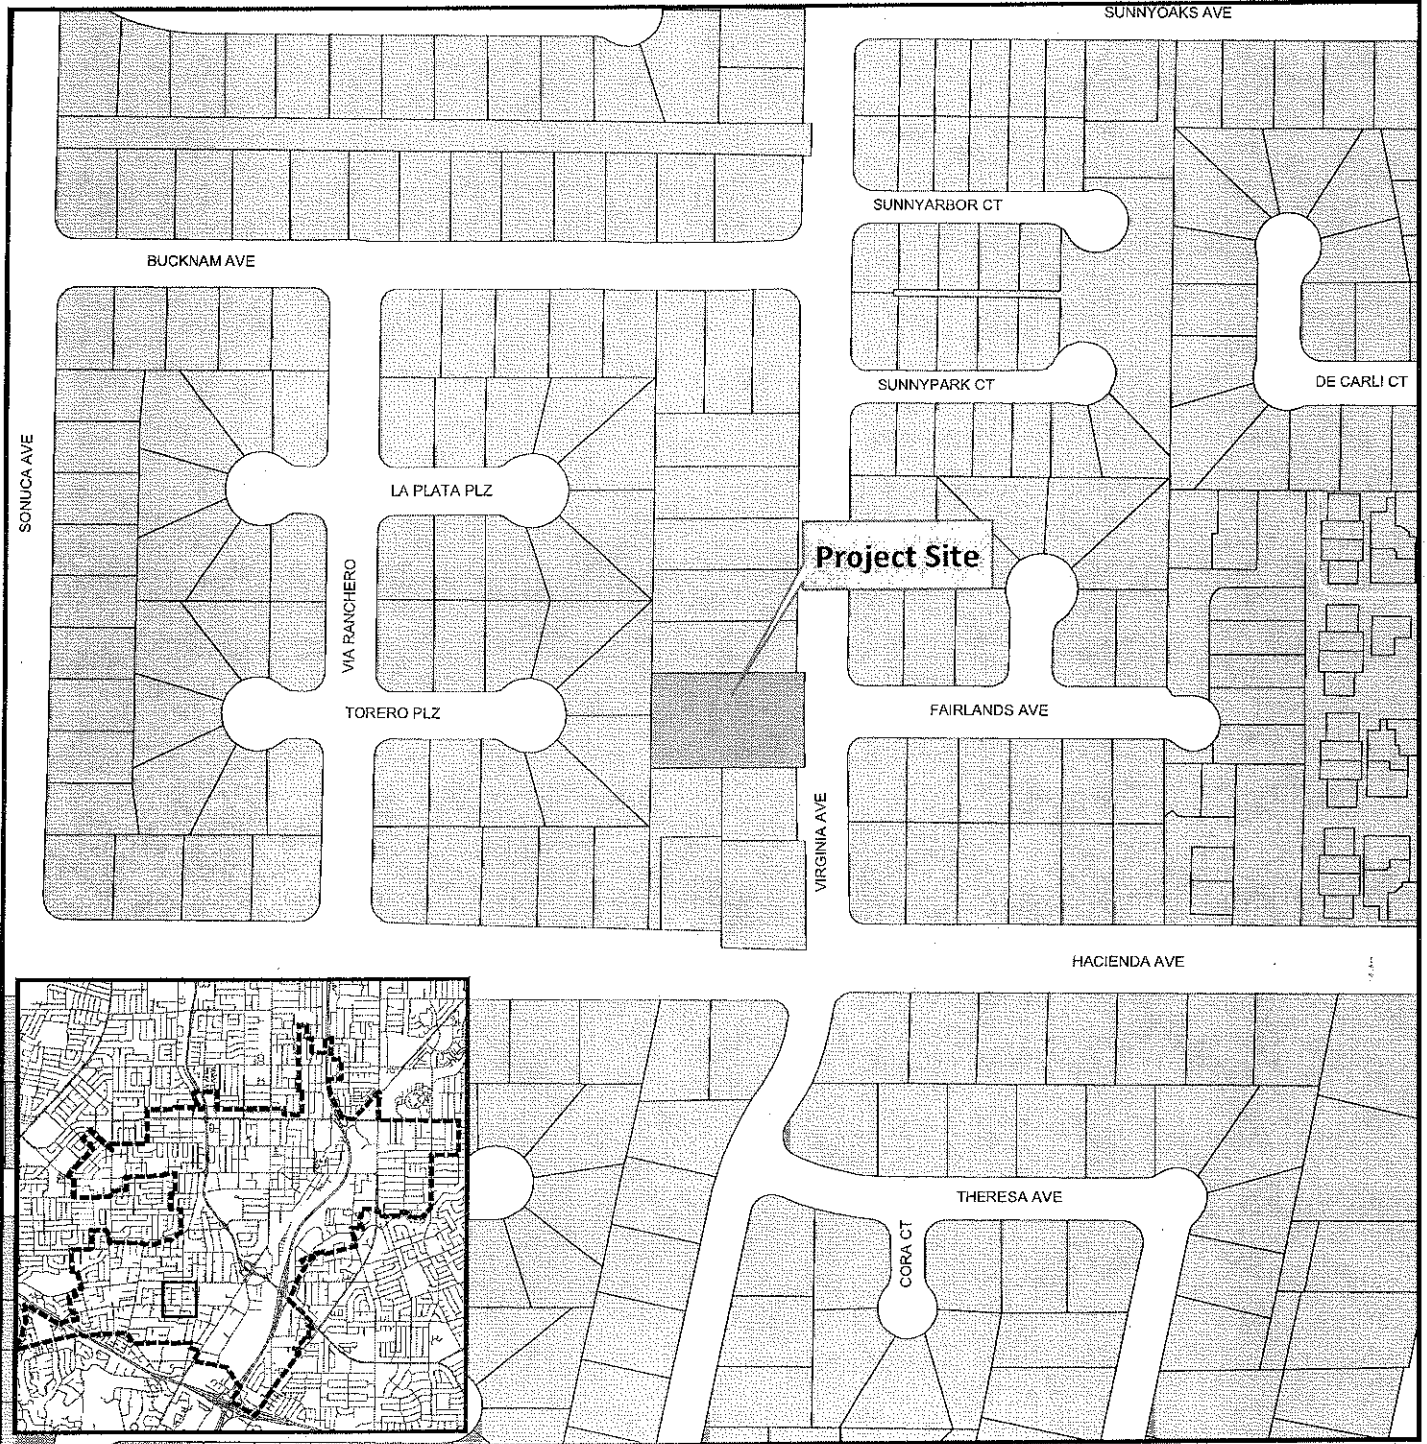 SUNNYOAKS AVE
SUNNYARBOR CT
BUCKNAM AVE
SUNNYPARK CT
DE CARLI CT
SONUCA AVE
LA PLATA PLZ
Project Site
VIA RANCHERO
TORERO PLZ
FAIRLANDS AVE
VIRGINIA AVE
HACIENDA AVE
THERESA AVE
CORA CT